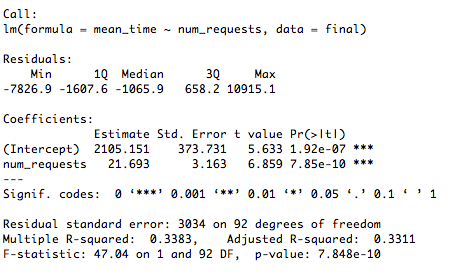 Call:
lm(formula = mean_time ~ num_requests, data = final)
Residuals:
Min 1Q Median 3Q Max
-7826.9 -1607.6 -1065.9 658.2 10915.1
Coefficients:
Estimate Std. Error t value Pr(>|t|)
(Intercept) 2105.151 373.731 5.633 1.92e-07 ***
num_requests 21.693 3.163 6.859 7.85e-10 ***
---
Signif. codes: 0 ‘***’ 0.001 ‘**’ 0.01 ‘*’ 0.05 ‘.’ 0.1 ‘ ’ 1
Residual standard error: 3034 on 92 degrees of freedom
Multiple R-squared: 0.3383, Adjusted R-squared: 0.3311
F-statistic: 47.04 on 1 and 92 DF, p-value: 7.848e-10